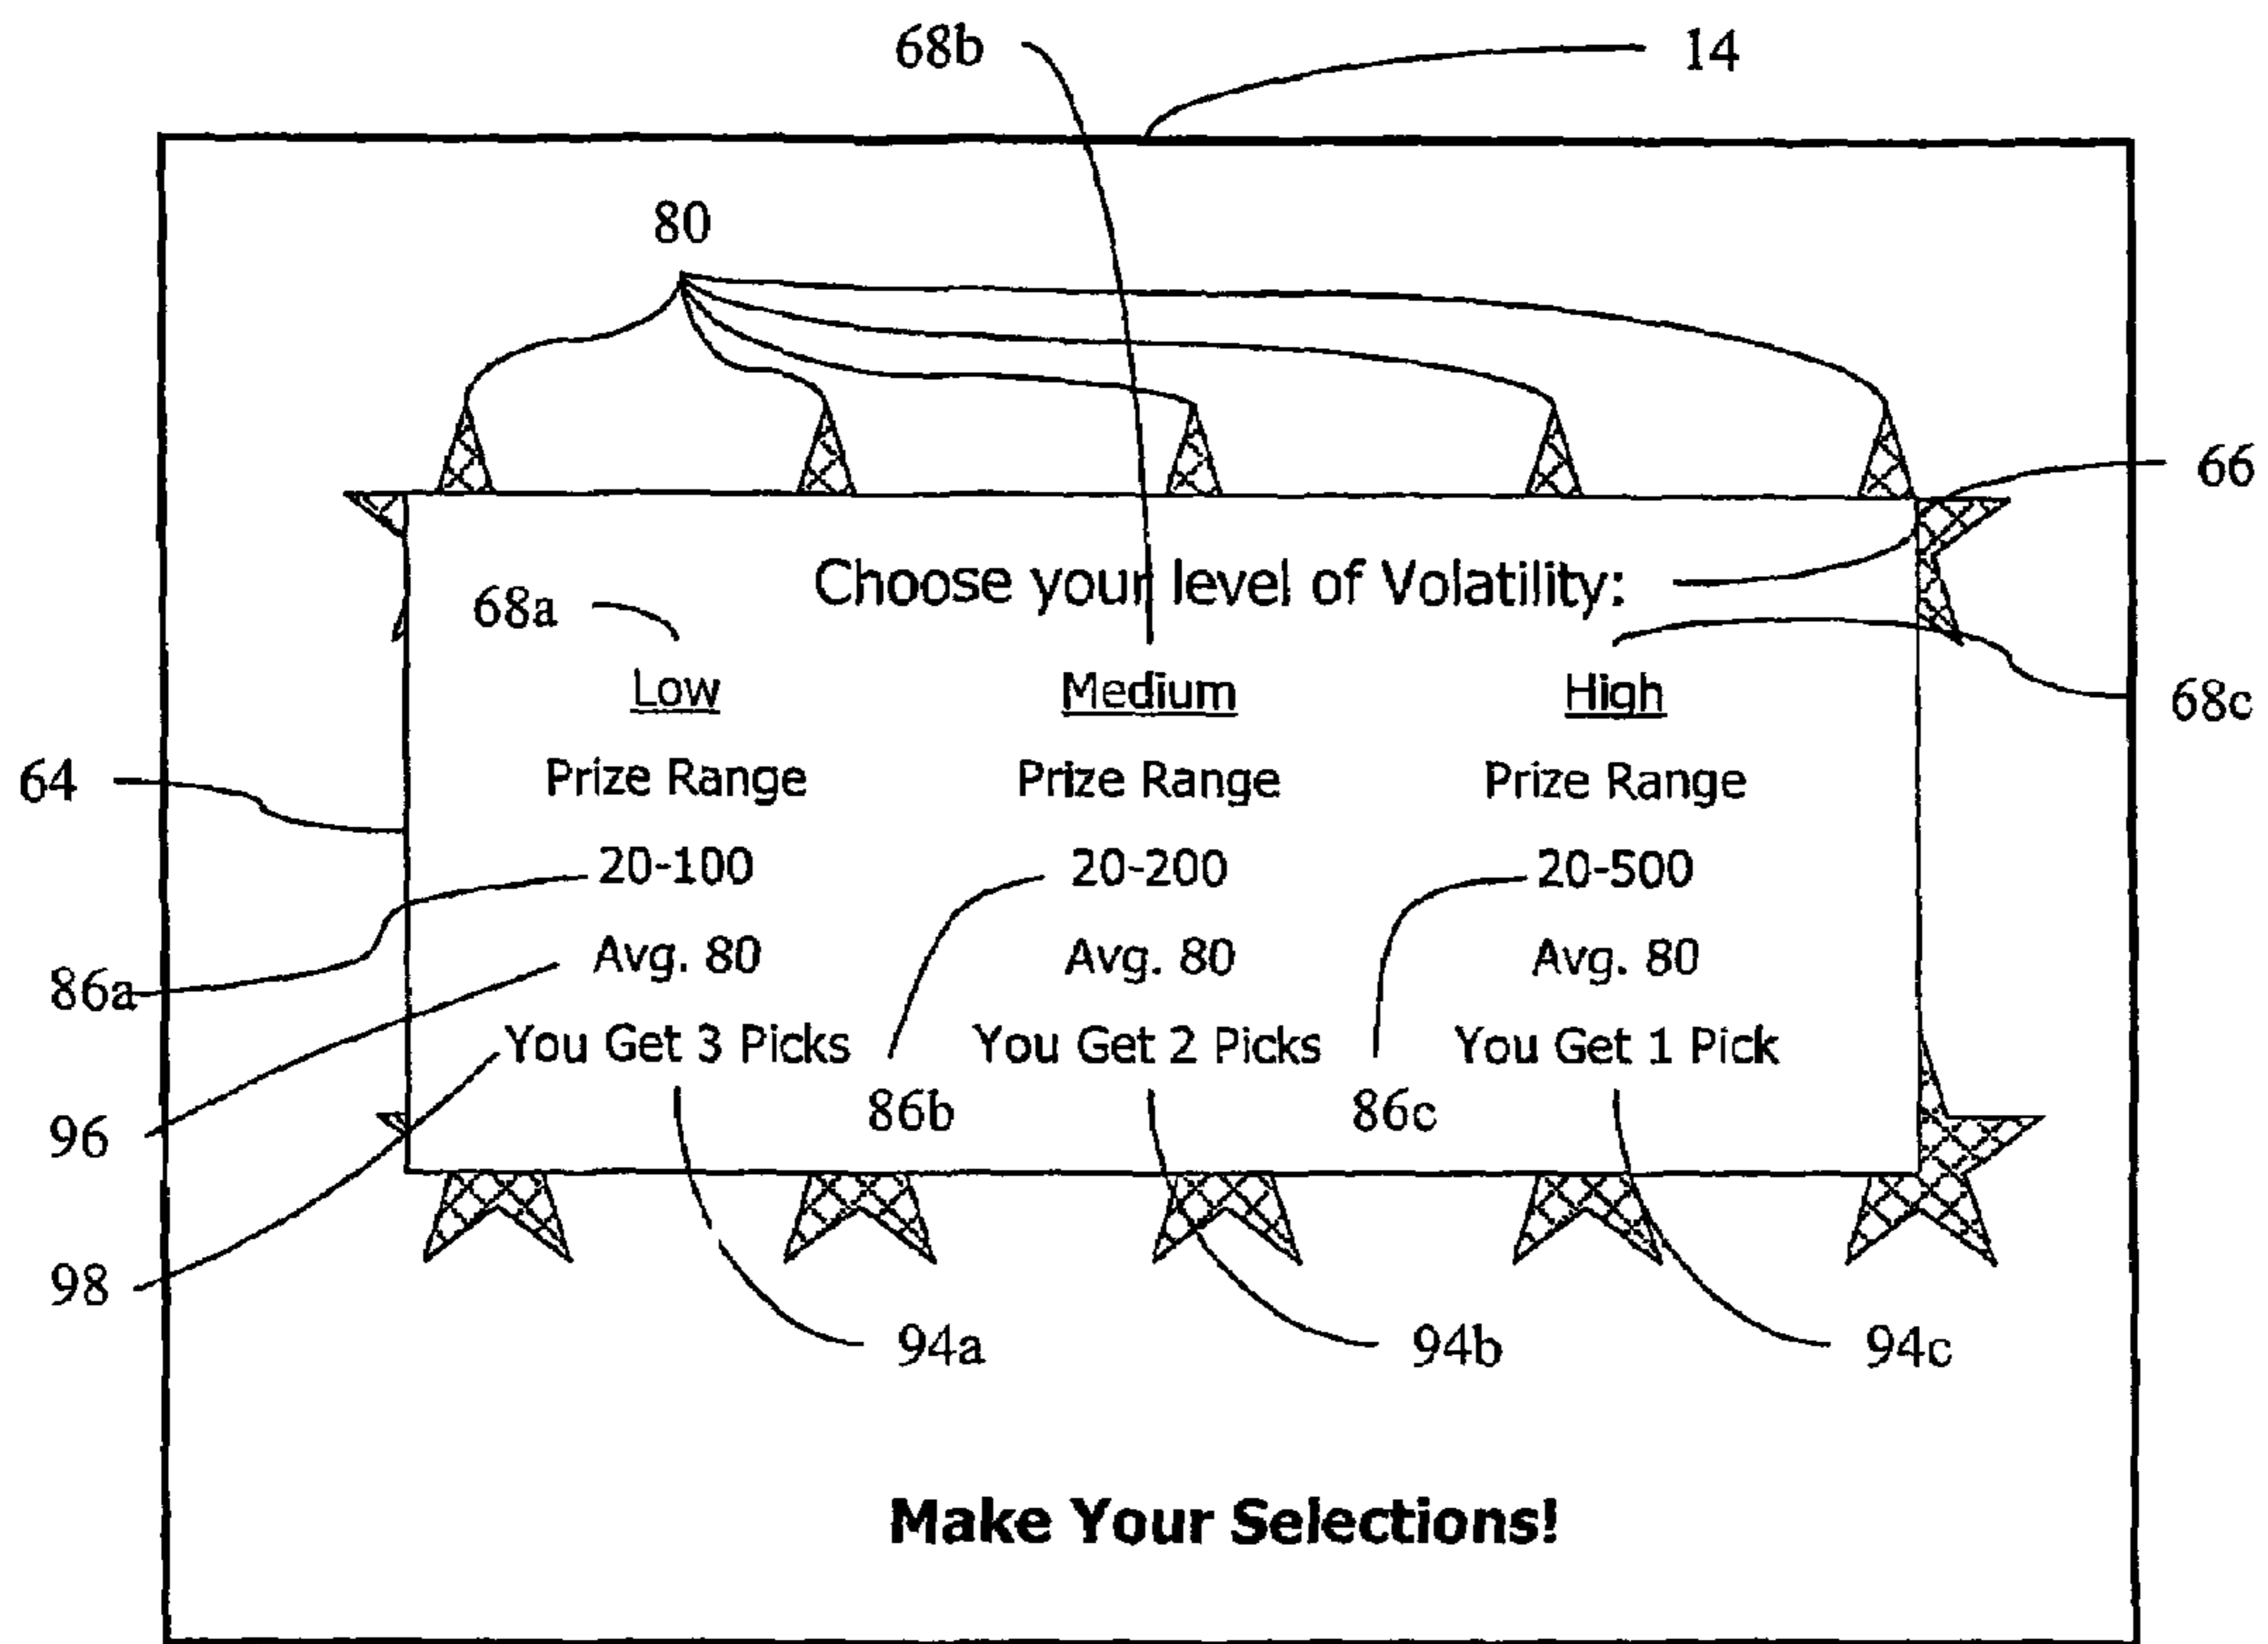 68b 14
80
66
Choose your level of Volatility:
68a
Low Medium High
68c
64
Prize Range Prize Range Prize Range
20-100 20-200 20-500
86a
Avg. 80 Avg. 80 Avg. 80
You Get 3 Picks You Get 2 Picks You Get 1 Pick
96
86b 86c
98
94a 94b 94c
Make Your Selections!